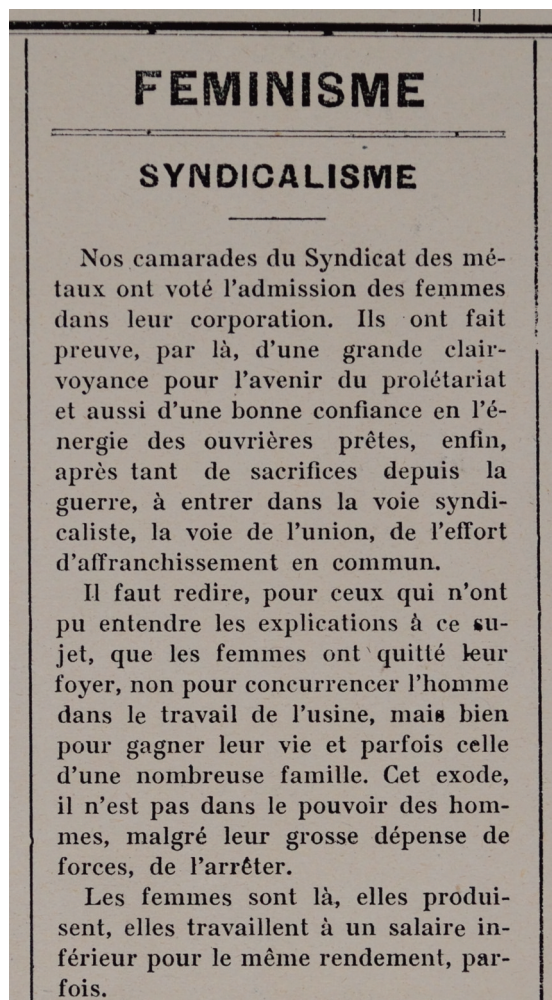 FEMINISME
SYNDICALISME
Nos camarades du Syndicat des mé-
taux ont voté l'admission des femmes
dans leur corporation. Ils ont fait
preuve, par là, d'une grande clair-
voyance pour l'avenir du prolétariat
et aussi d'une bonne confiance en l'é-
nergie des ouvrières prêtes, enfin,
après tant de sacrifices depuis la
guerre, à entrer dans la voie syndi-
caliste, la voie de l'union, de l'effort
d'affranchissement en commun.
Il faut redire, pour ceux qui n'ont
pu entendre les explications à ce su-
jet, que les femmes ont quitté leur
foyer, non pour concurrencer l'homme
dans le travail de l'usine, mais bien
pour gagner leur vie et parfois celle
d'une nombreuse famille. Cet exode,
il n'est pas dans le pouvoir des hom-
mes, malgré leur grosse dépense de
forces, de l'arrêter.
Les femmes sont là, elles produi-
sent, elles travaillent à un salaire in-
férieur pour le même rendement, par-
fois.